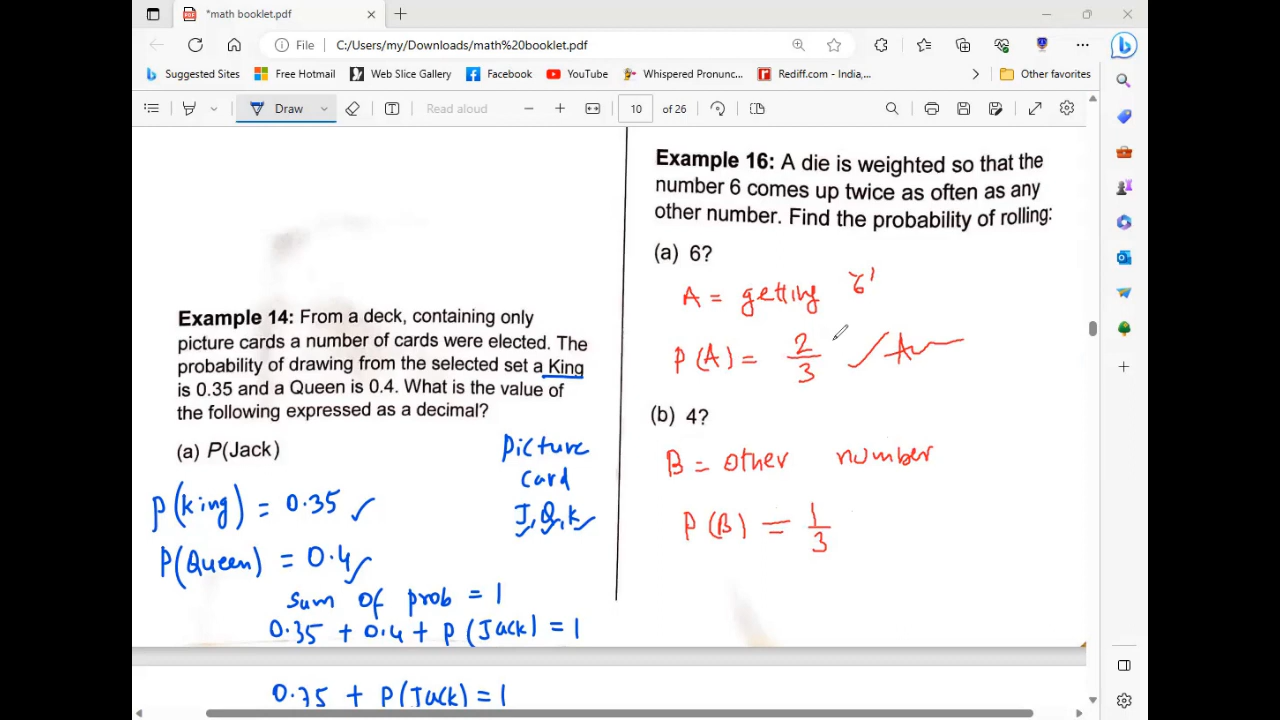 *math booklet.pdf
File
C:/Users/my/Downloads/math%20booklet.pdf
Suggested Sites
Free Hotmail
Web Slice Gallery
Facebook
YouTube
Whispered Pronunc...
Rediff.com - India,...
Other favorites
Draw
Read aloud
10
of 26
Example 14: From a deck, containing only
picture cards a number of cards were elected. The
probability of drawing from the selected set a King
is 0.35 and a Queen is 0.4. What is the value of
the following expressed as a decimal?
(a) P(Jack)
picture
card
J, Q, K
P(king) = 0.35 ✓
P(Queen) = 0.4 ✓
sum of prob = 1
0.35 + 0.4 + P(Jack) = 1
0.75 + P(Jack) = 1
Example 16: A die is weighted so that the
number 6 comes up twice as often as any
other number. Find the probability of rolling:
(a) 6?
A = getting '6'
P(A) = 2/3 ✓
(b) 4?
B = other number
P(B) = 1/3